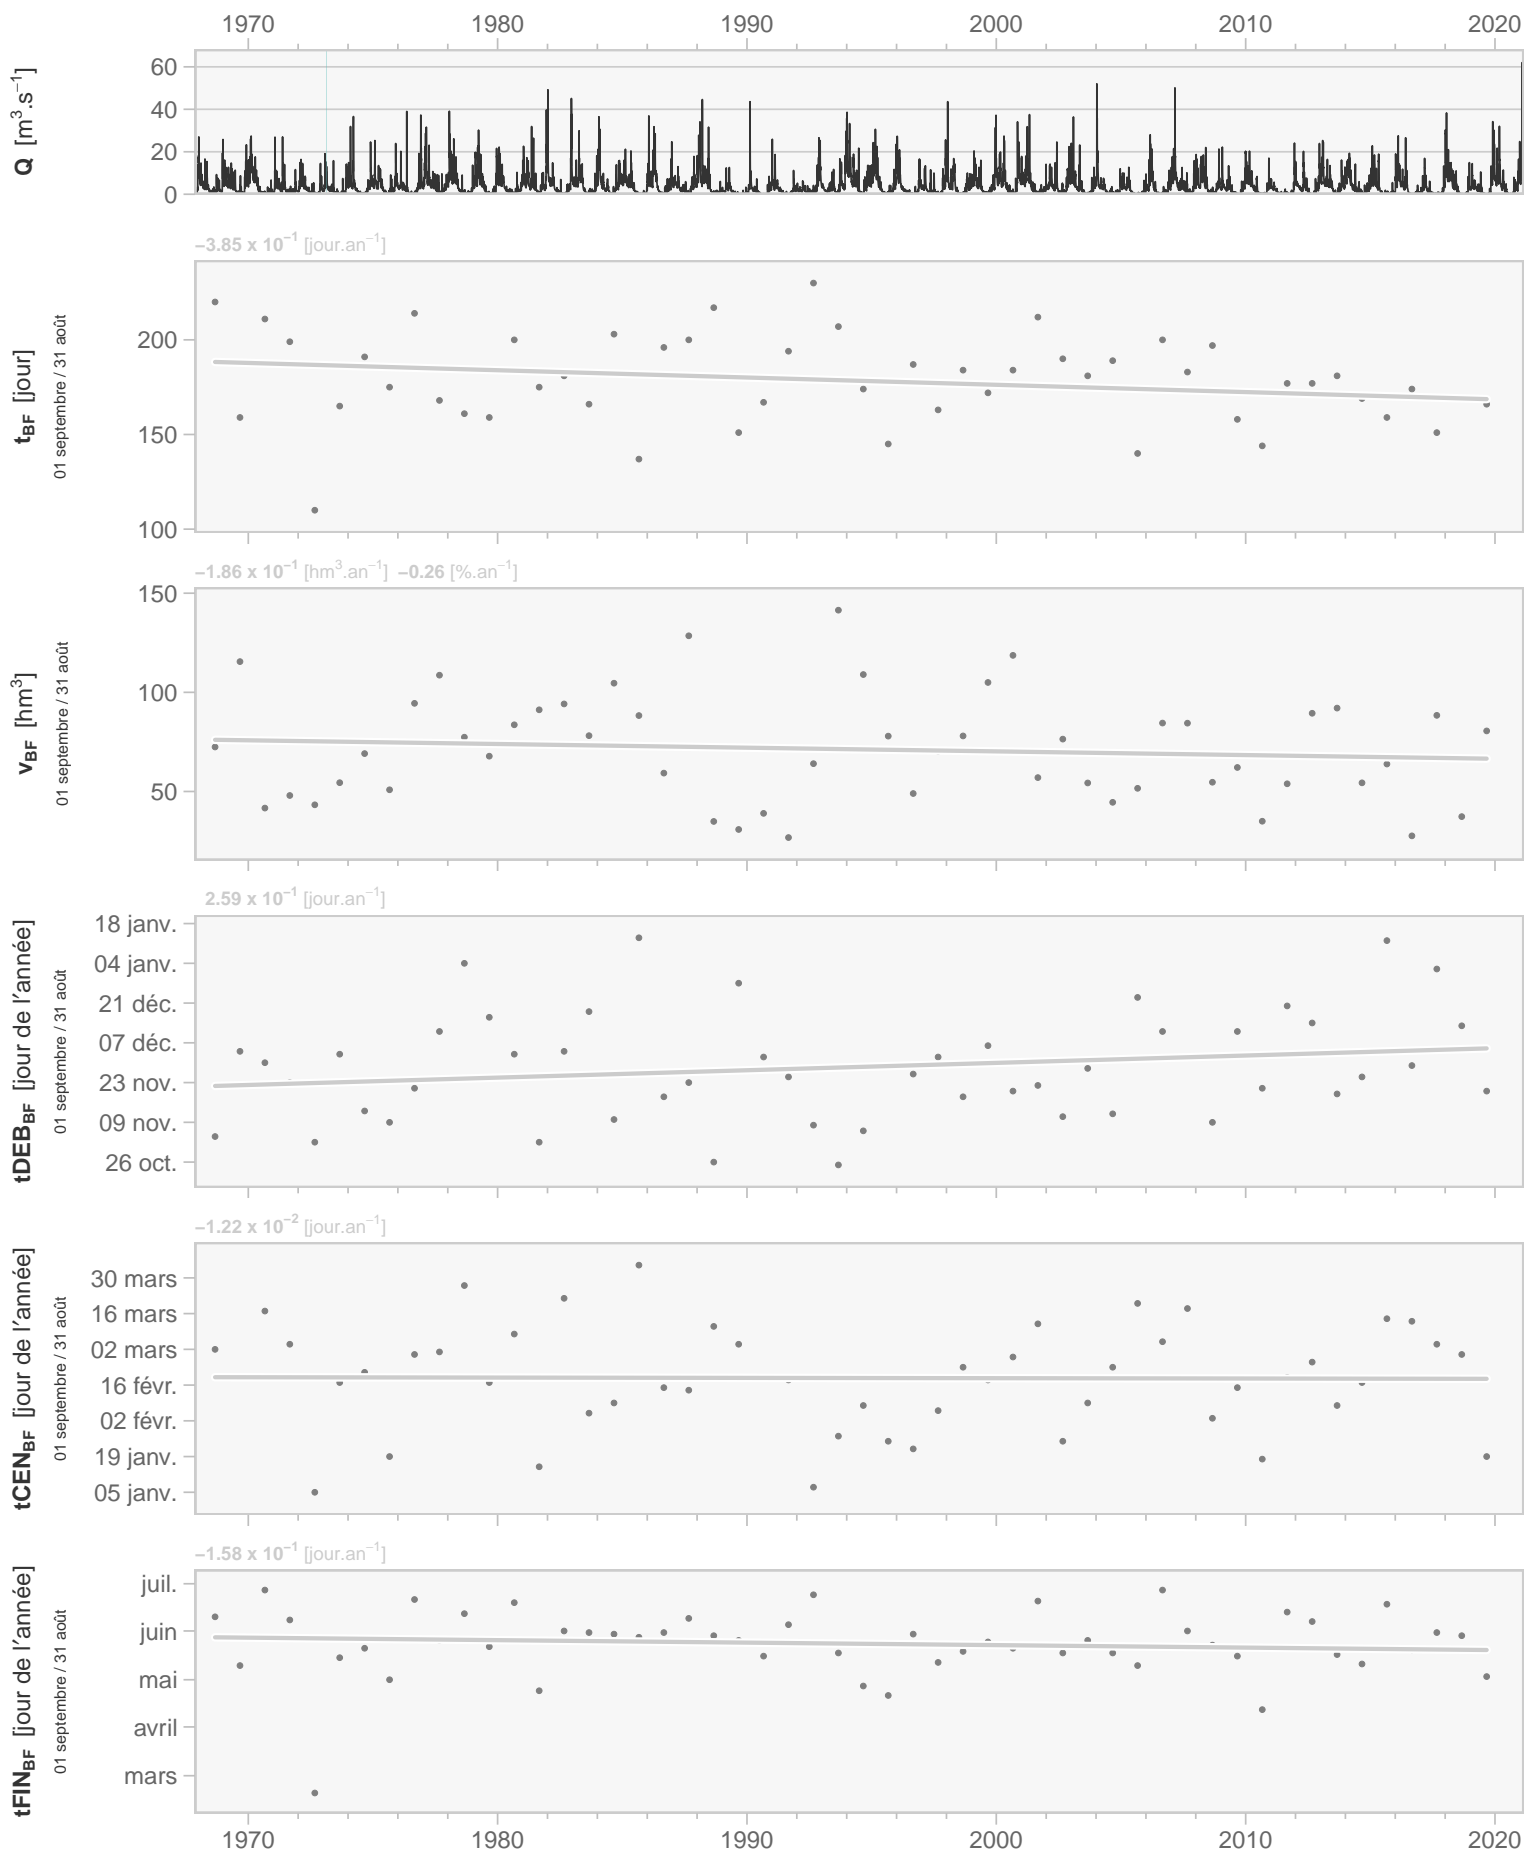 1970 1980 1990 2000 2010 2020
Q [m³.s⁻¹]
60
40
20
0
−3.85 x 10⁻¹ [jour.an⁻¹]
tBF [jour]
01 septembre / 31 août
200
150
100
−1.86 x 10⁻¹ [hm³.an⁻¹] −0.26 [%.an⁻¹]
vBF [hm³]
01 septembre / 31 août
150
100
50
2.59 x 10⁻¹ [jour.an⁻¹]
tDEBBF [jour de l'année]
01 septembre / 31 août
18 janv.
04 janv.
21 déc.
07 déc.
23 nov.
09 nov.
26 oct.
−1.22 x 10⁻² [jour.an⁻¹]
tCENBF [jour de l'année]
01 septembre / 31 août
30 mars
16 mars
02 mars
16 févr.
02 févr.
19 janv.
05 janv.
−1.58 x 10⁻¹ [jour.an⁻¹]
tFINBF [jour de l'année]
01 septembre / 31 août
juil.
juin
mai
avril
mars
1970 1980 1990 2000 2010 2020